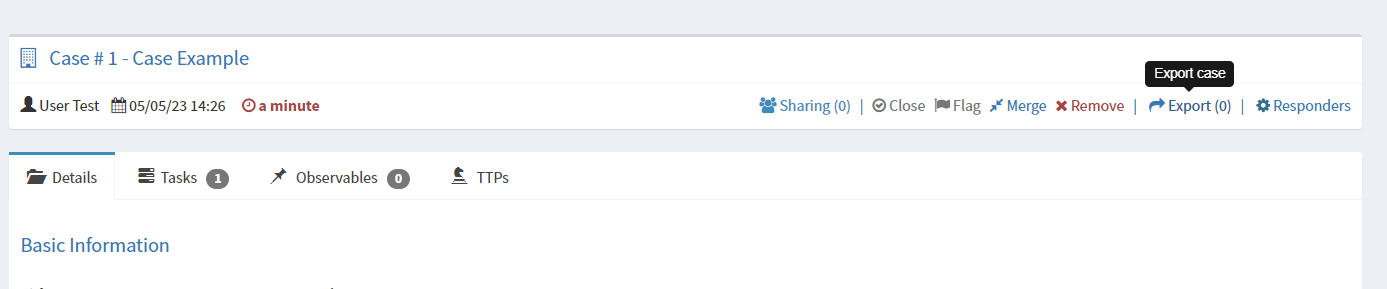 Export case
Case # 1 - Case Example
User Test 05/05/23 14:26 a minute Sharing (0) | Close Flag Merge Remove | Export (0) | Responders
Details Tasks 1 Observables 0 TTPs
Basic Information